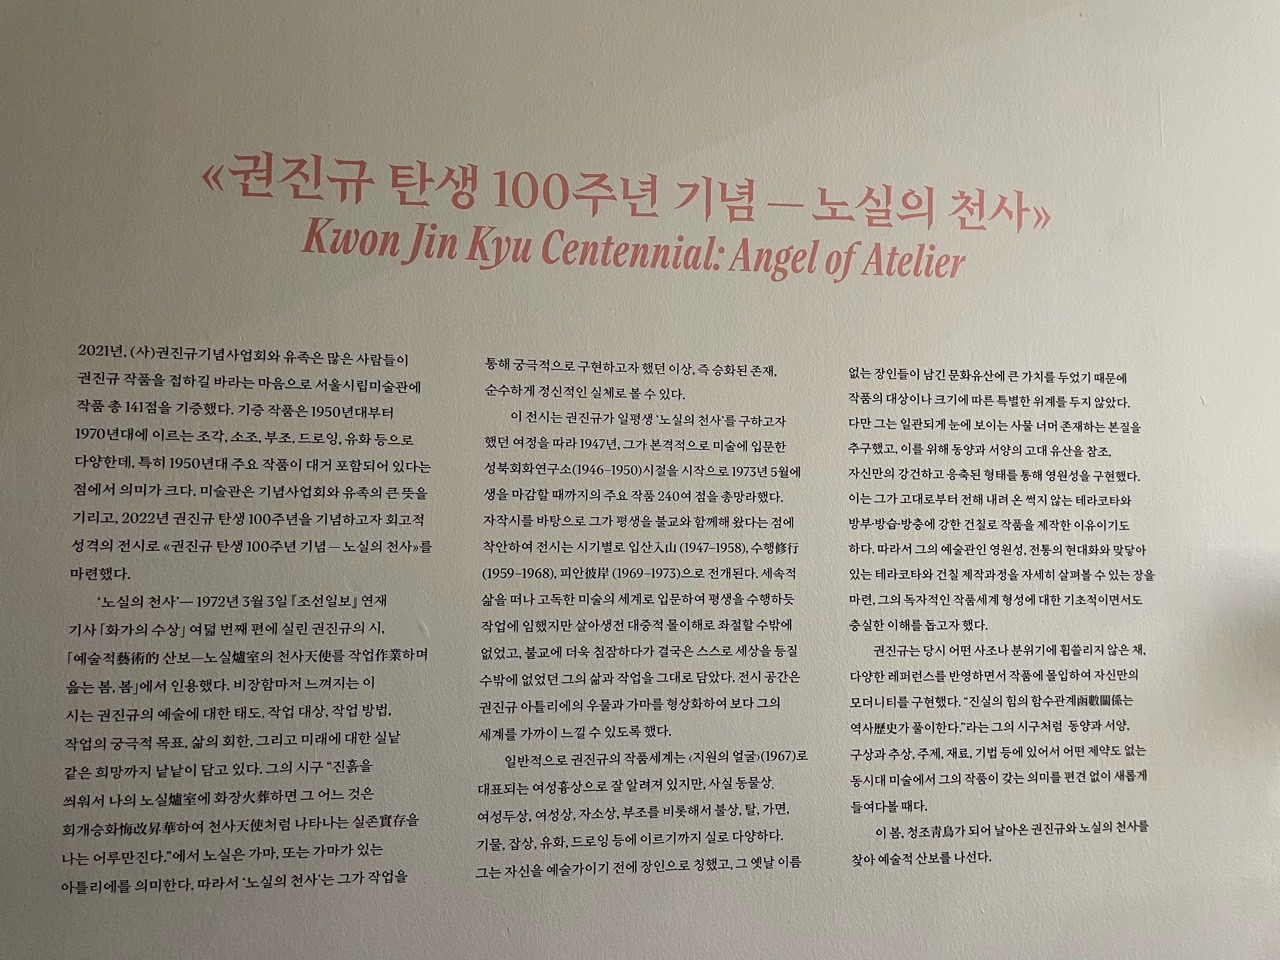 《권진규 탄생 100주년 기념 — 노실의 천사》
Kwon Jin Kyu Centennial: Angel of Atelier
2021년, (사)권진규기념사업회와 유족은 많은 사람들이
권진규 작품을 접하길 바라는 마음으로 서울시립미술관에
작품 총 141점을 기증했다. 기증 작품은 1950년대부터
1970년대에 이르는 조각, 소조, 부조, 드로잉, 유화 등으로
다양한데, 특히 1950년대 주요 작품이 대거 포함되어 있다는
점에서 의미가 크다. 미술관은 기념사업회와 유족의 큰 뜻을
기리고, 2022년 권진규 탄생 100주년을 기념하고자 회고적
성격의 전시로 《권진규 탄생 100주년 기념 — 노실의 천사》를
마련했다.
'노실의 천사'— 1972년 3월 3일 『조선일보』 연재
기사 「화가의 수상」 여덟 번째 편에 실린 권진규의 시,
「예술적藝術的 산보—노실爐室의 천사天使를 작업作業하며
읊는 봄, 봄」에서 인용했다. 비장함마저 느껴지는 이
시는 권진규의 예술에 대한 태도, 작업 대상, 작업 방법,
작업의 궁극적 목표, 삶의 회한, 그리고 미래에 대한 실낱
같은 희망까지 낱낱이 담고 있다. 그의 시구 “진흙을
씌워서 나의 노실爐室에 화장火葬하면 그 어느 것은
회개승화悔改昇華하여 천사天使처럼 나타나는 실존實存을
나는 어루만진다.”에서 노실은 가마, 또는 가마가 있는
아틀리에를 의미한다. 따라서 '노실의 천사'는 그가 작업을
통해 궁극적으로 구현하고자 했던 이상, 즉 승화된 존재,
순수하게 정신적인 실체로 볼 수 있다.
이 전시는 권진규가 일평생 '노실의 천사'를 구하고자
했던 여정을 따라 1947년, 그가 본격적으로 미술에 입문한
성북회화연구소(1946–1950)시절을 시작으로 1973년 5월에
생을 마감할 때까지의 주요 작품 240여 점을 총망라했다.
자작시를 바탕으로 그가 평생을 불교와 함께해 왔다는 점에
착안하여 전시는 시기별로 입산入山 (1947–1958), 수행修行
(1959–1968), 피안彼岸 (1969–1973)으로 전개된다. 세속적
삶을 떠나 고독한 미술의 세계로 입문하여 평생을 수행하듯
작업에 임했지만 살아생전 대중적 몰이해로 좌절할 수밖에
없었고, 불교에 더욱 침잠하다가 결국은 스스로 세상을 등질
수밖에 없었던 그의 삶과 작업을 그대로 담았다. 전시 공간은
권진규 아틀리에의 우물과 가마를 형상화하여 보다 그의
세계를 가까이 느낄 수 있도록 했다.
일반적으로 권진규의 작품세계는 〈지원의 얼굴〉(1967)로
대표되는 여성흉상으로 잘 알려져 있지만, 사실 동물상,
여성두상, 여성상, 자소상, 부조를 비롯해서 불상, 탈, 가면,
기물, 잡상, 유화, 드로잉 등에 이르기까지 실로 다양하다.
그는 자신을 예술가이기 전에 장인으로 칭했고, 그 옛날 이름
없는 장인들이 남긴 문화유산에 큰 가치를 두었기 때문에
작품의 대상이나 크기에 따른 특별한 위계를 두지 않았다.
다만 그는 일관되게 눈에 보이는 사물 너머 존재하는 본질을
추구했고, 이를 위해 동양과 서양의 고대 유산을 참조,
자신만의 강건하고 응축된 형태를 통해 영원성을 구현했다.
이는 그가 고대로부터 전해 내려 온 썩지 않는 테라코타와
방부·방습·방충에 강한 건칠로 작품을 제작한 이유이기도
하다. 따라서 그의 예술관인 영원성, 전통의 현대화와 맞닿아
있는 테라코타와 건칠 제작과정을 자세히 살펴볼 수 있는 장을
마련, 그의 독자적인 작품세계 형성에 대한 기초적이면서도
충실한 이해를 돕고자 했다.
권진규는 당시 어떤 사조나 분위기에 휩쓸리지 않은 채,
다양한 레퍼런스를 반영하면서 작품에 몰입하여 자신만의
모더니티를 구현했다. “진실의 힘의 함수관계函數關係는
역사歷史가 풀이한다.”라는 그의 시구처럼 동양과 서양,
구상과 추상, 주제, 재료, 기법 등에 있어서 어떤 제약도 없는
동시대 미술에서 그의 작품이 갖는 의미를 편견 없이 새롭게
들여다볼 때다.
이 봄, 청조靑鳥가 되어 날아온 권진규와 노실의 천사를
찾아 예술적 산보를 나선다.